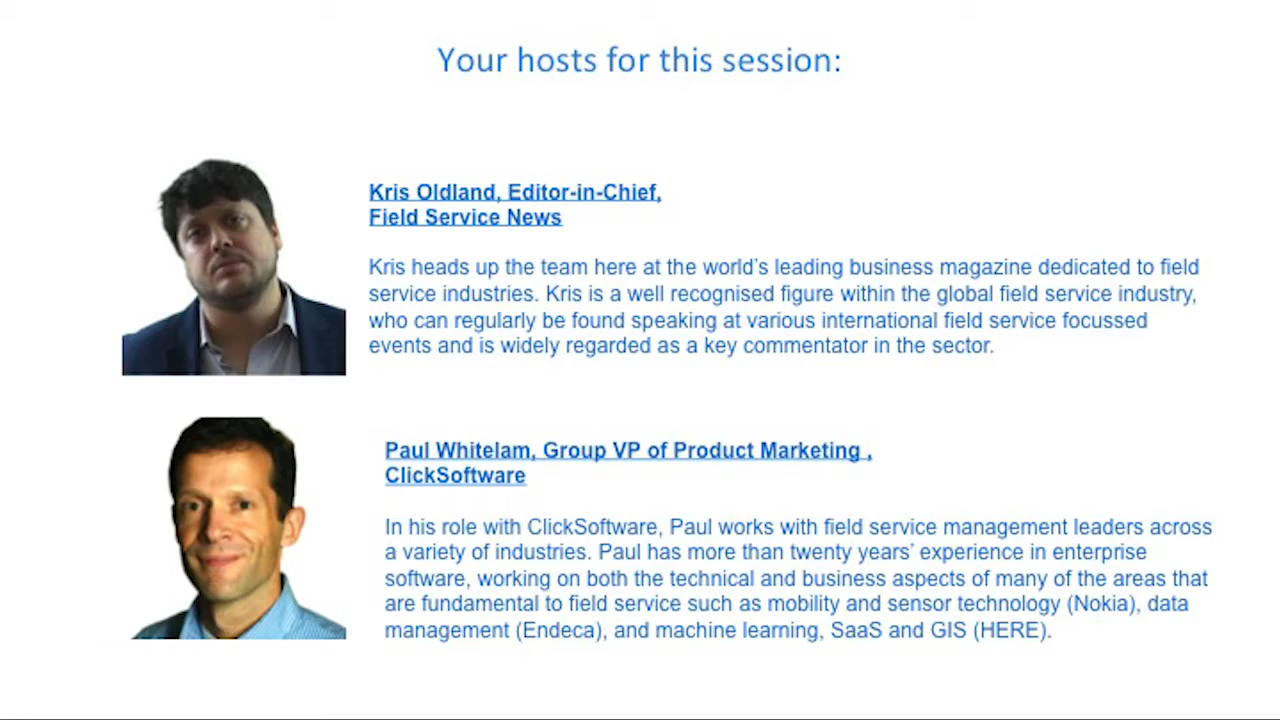 Your hosts for this session:
Kris Oldland, Editor-in-Chief,
Field Service News
Kris heads up the team here at the world’s leading business magazine dedicated to field
service industries. Kris is a well recognised figure within the global field service industry,
who can regularly be found speaking at various international field service focussed
events and is widely regarded as a key commentator in the sector.
Paul Whitelam, Group VP of Product Marketing ,
ClickSoftware
In his role with ClickSoftware, Paul works with field service management leaders across
a variety of industries. Paul has more than twenty years’ experience in enterprise
software, working on both the technical and business aspects of many of the areas that
are fundamental to field service such as mobility and sensor technology (Nokia), data
management (Endeca), and machine learning, SaaS and GIS (HERE).